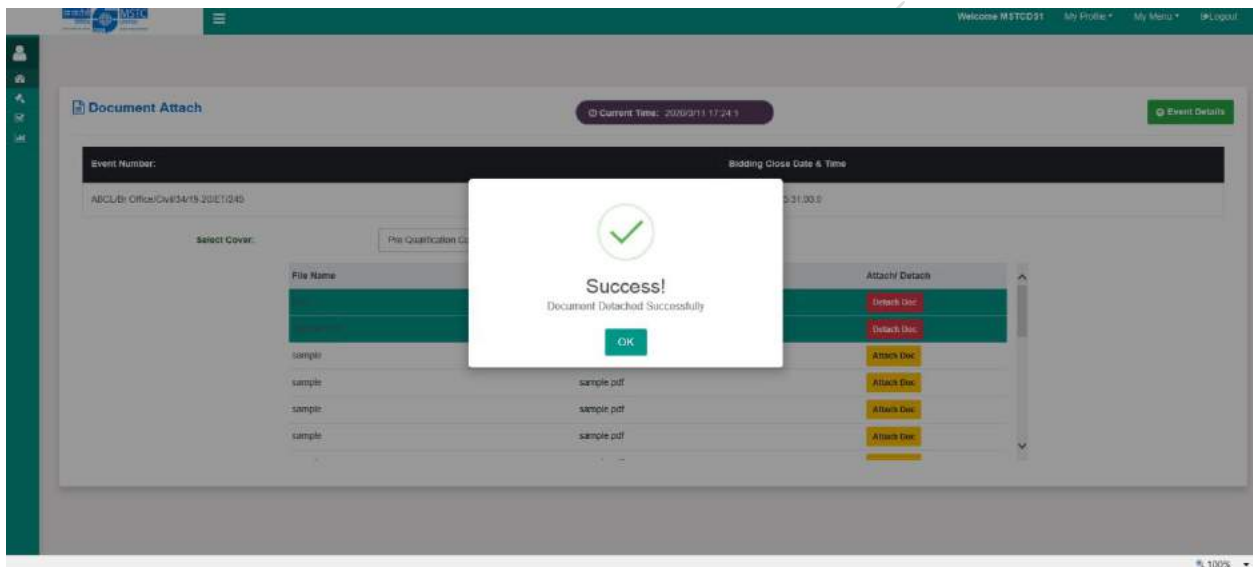 MSTC
Welcome MSTCDS1 My Profile My Menu Logout
Document Attach
Current Time: 2020/3/11 17:24:1
Event Details
Event Number: Bidding Close Date & Time
ABCL/Br Office/Civil/34/19-20/ET/245
Select Cover: Pre Qualification
File Name Attach/ Detach
Detach Doc
Detach Doc
sample Attach Doc
sample sample.pdf Attach Doc
sample sample.pdf Attach Doc
sample sample.pdf Attach Doc
Success!
Document Detached Successfully
OK
100%